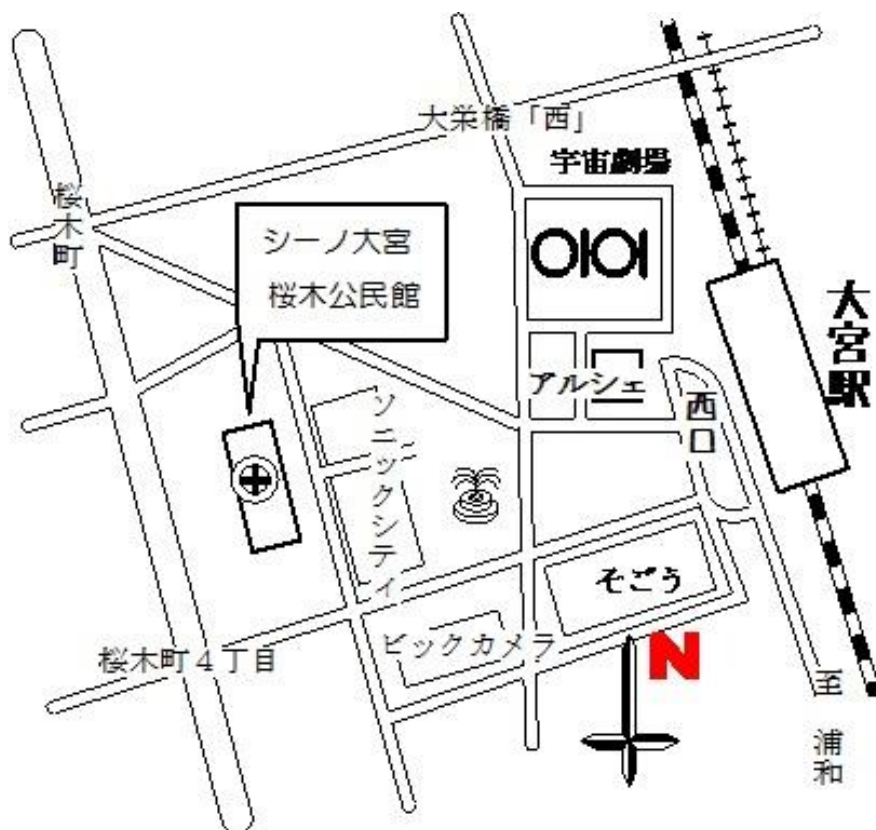 大栄橋「西」
宇宙劇場
桜木町
シーノ大宮
桜木公民館
OIOI
大宮駅
アルシェ
西口
ソニックシティ
そごう
ビックカメラ
桜木町4丁目
N
至 浦和